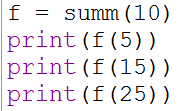 f = summ(10)
print(f(5))
print(f(15))
print(f(25))